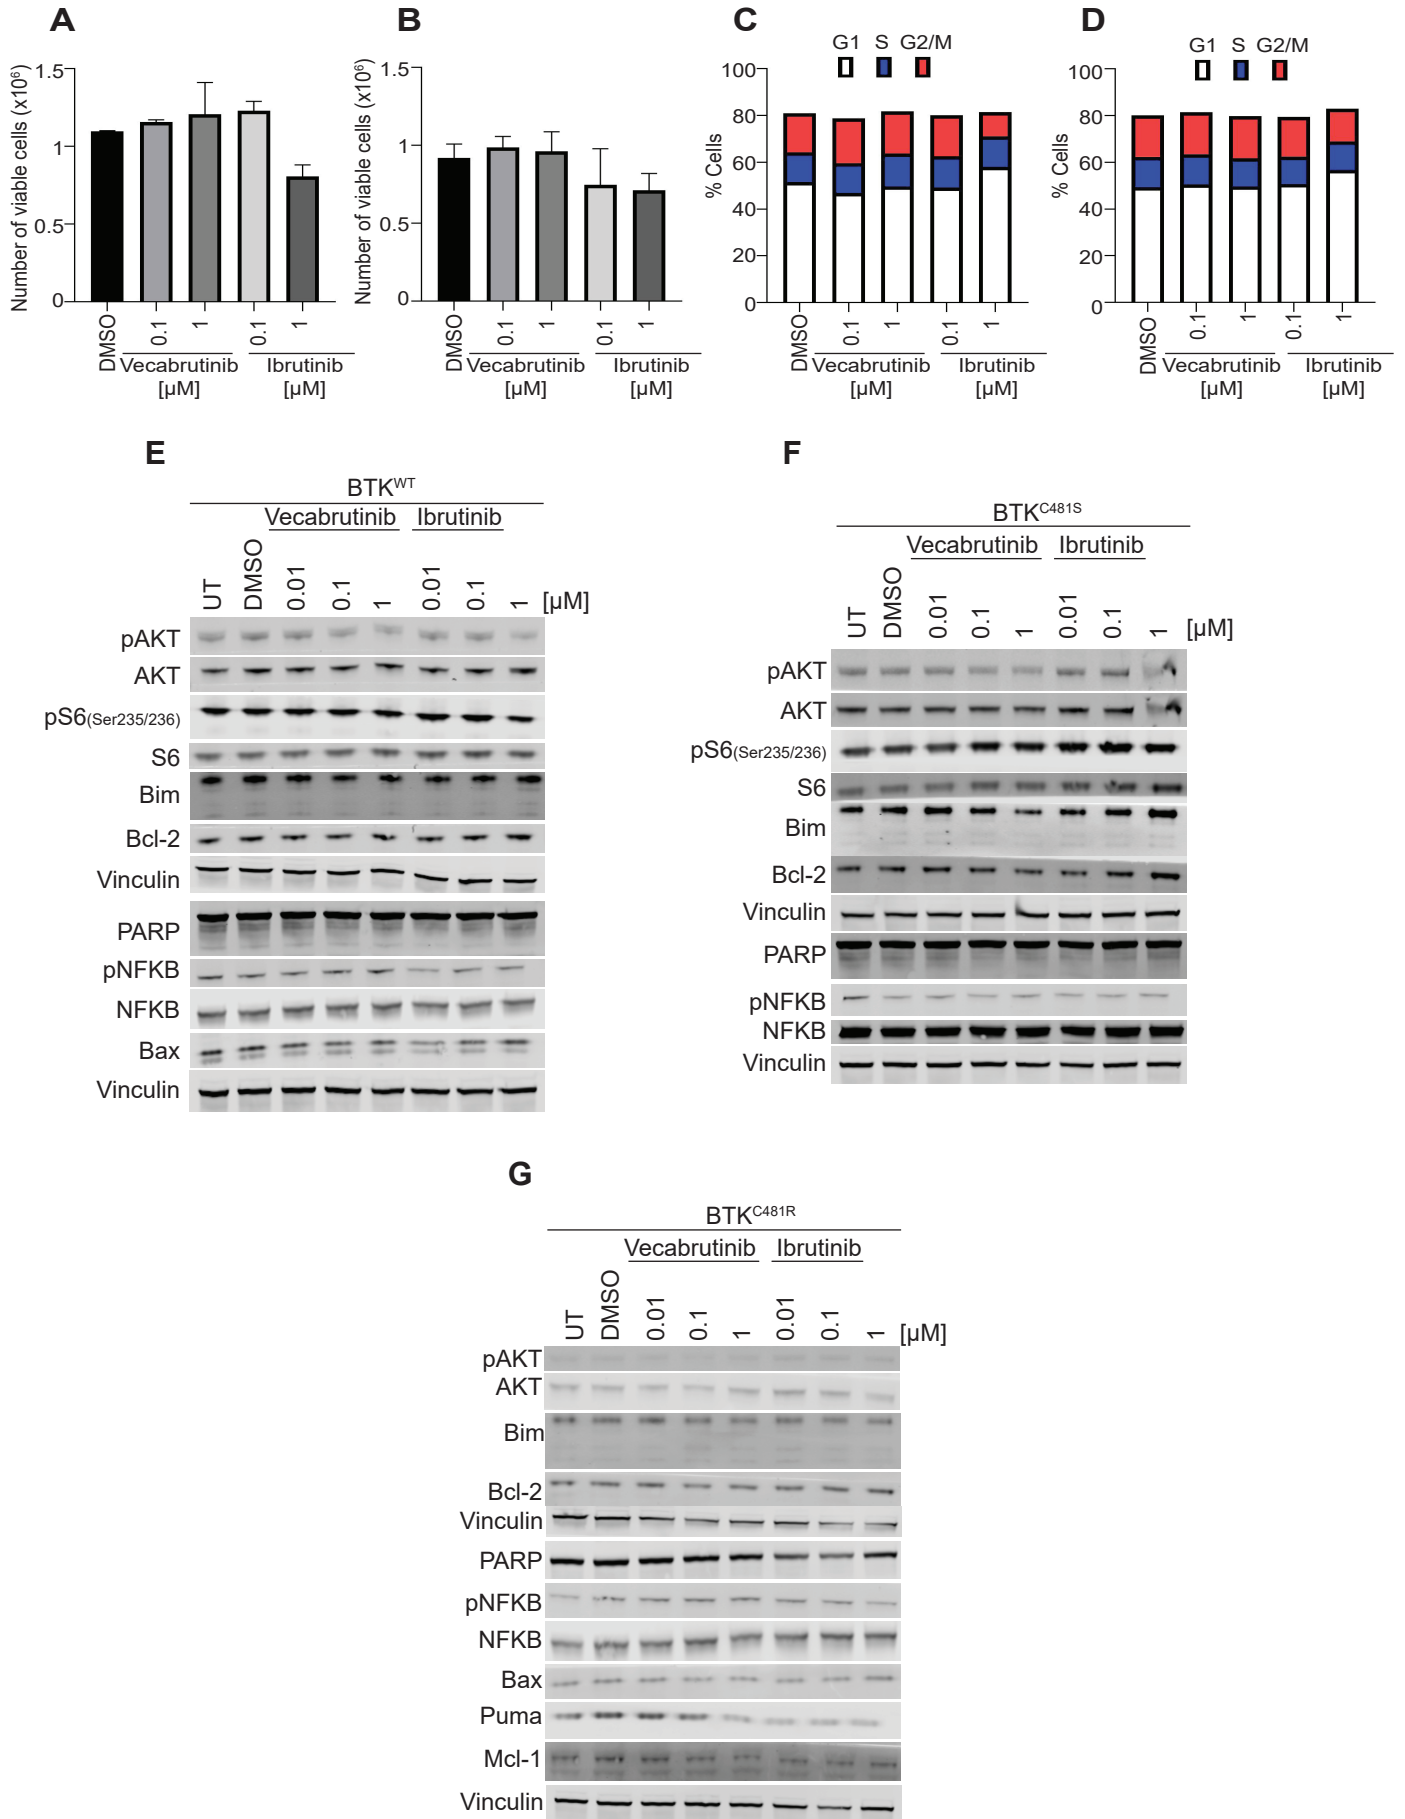 A
Number of viable cells (x10⁶)
1.5
1
0.5
0
DMSO
0.1
1
0.1
1
Vecabrutinib
[µM]
Ibrutinib
[µM]
B
Number of viable cells (x10⁶)
1.5
1
0.5
0
DMSO
0.1
1
0.1
1
Vecabrutinib
[µM]
Ibrutinib
[µM]
C
G1 S G2/M
% Cells
100
80
60
40
20
0
DMSO
0.1
1
0.1
1
Vecabrutinib
[µM]
Ibrutinib
[µM]
D
G1 S G2/M
% Cells
100
80
60
40
20
0
DMSO
0.1
1
0.1
1
Vecabrutinib
[µM]
Ibrutinib
[µM]
E
BTKᵂᵀ
Vecabrutinib Ibrutinib
UT DMSO 0.01 0.1 1 0.01 0.1 1 [µM]
pAKT
AKT
pS6(Ser235/236)
S6
Bim
Bcl-2
Vinculin
PARP
pNFKB
NFKB
Bax
Vinculin
F
BTK^C481S
Vecabrutinib Ibrutinib
UT DMSO 0.01 0.1 1 0.01 0.1 1 [µM]
pAKT
AKT
pS6(Ser235/236)
S6
Bim
Bcl-2
Vinculin
PARP
pNFKB
NFKB
Vinculin
G
BTK^C481R
Vecabrutinib Ibrutinib
UT DMSO 0.01 0.1 1 0.01 0.1 1 [µM]
pAKT
AKT
Bim
Bcl-2
Vinculin
PARP
pNFKB
NFKB
Bax
Puma
Mcl-1
Vinculin